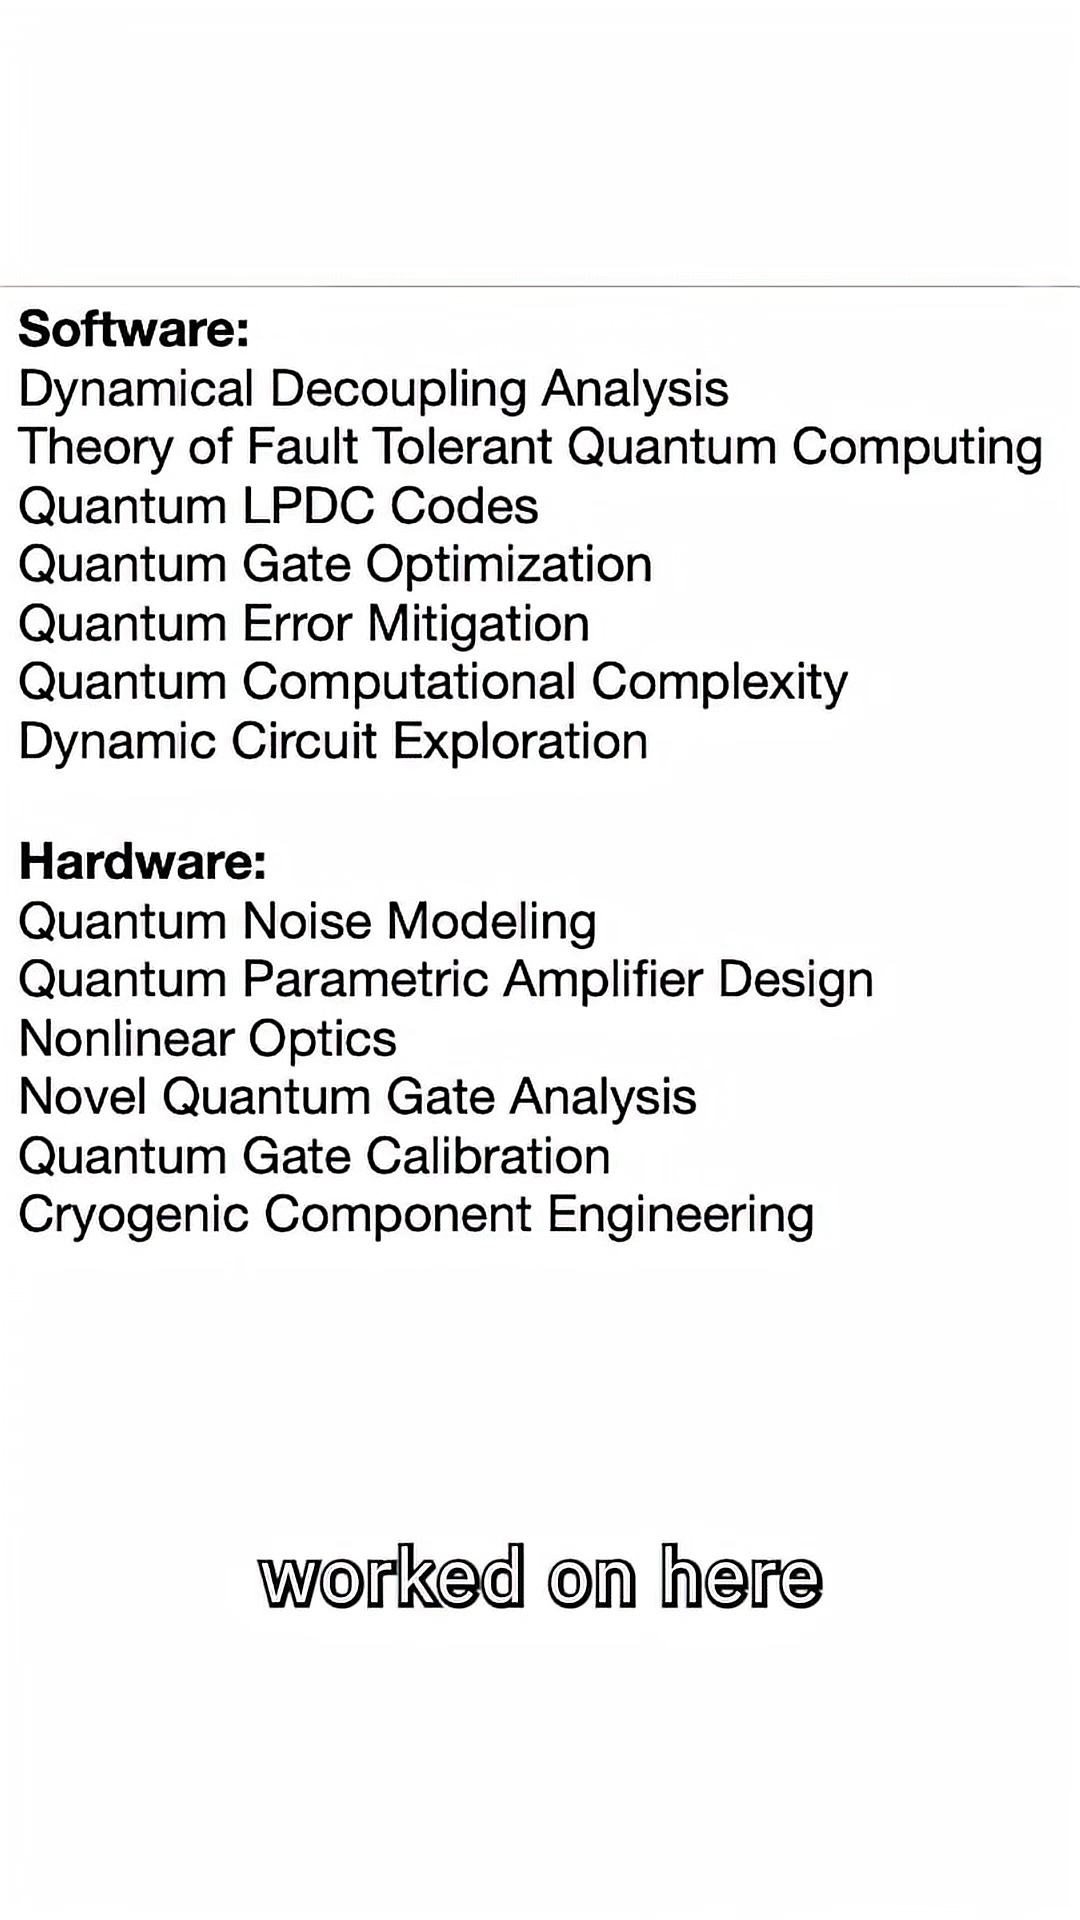 Software:
Dynamical Decoupling Analysis
Theory of Fault Tolerant Quantum Computing
Quantum LPDC Codes
Quantum Gate Optimization
Quantum Error Mitigation
Quantum Computational Complexity
Dynamic Circuit Exploration
Hardware:
Quantum Noise Modeling
Quantum Parametric Amplifier Design
Nonlinear Optics
Novel Quantum Gate Analysis
Quantum Gate Calibration
Cryogenic Component Engineering
worked on here